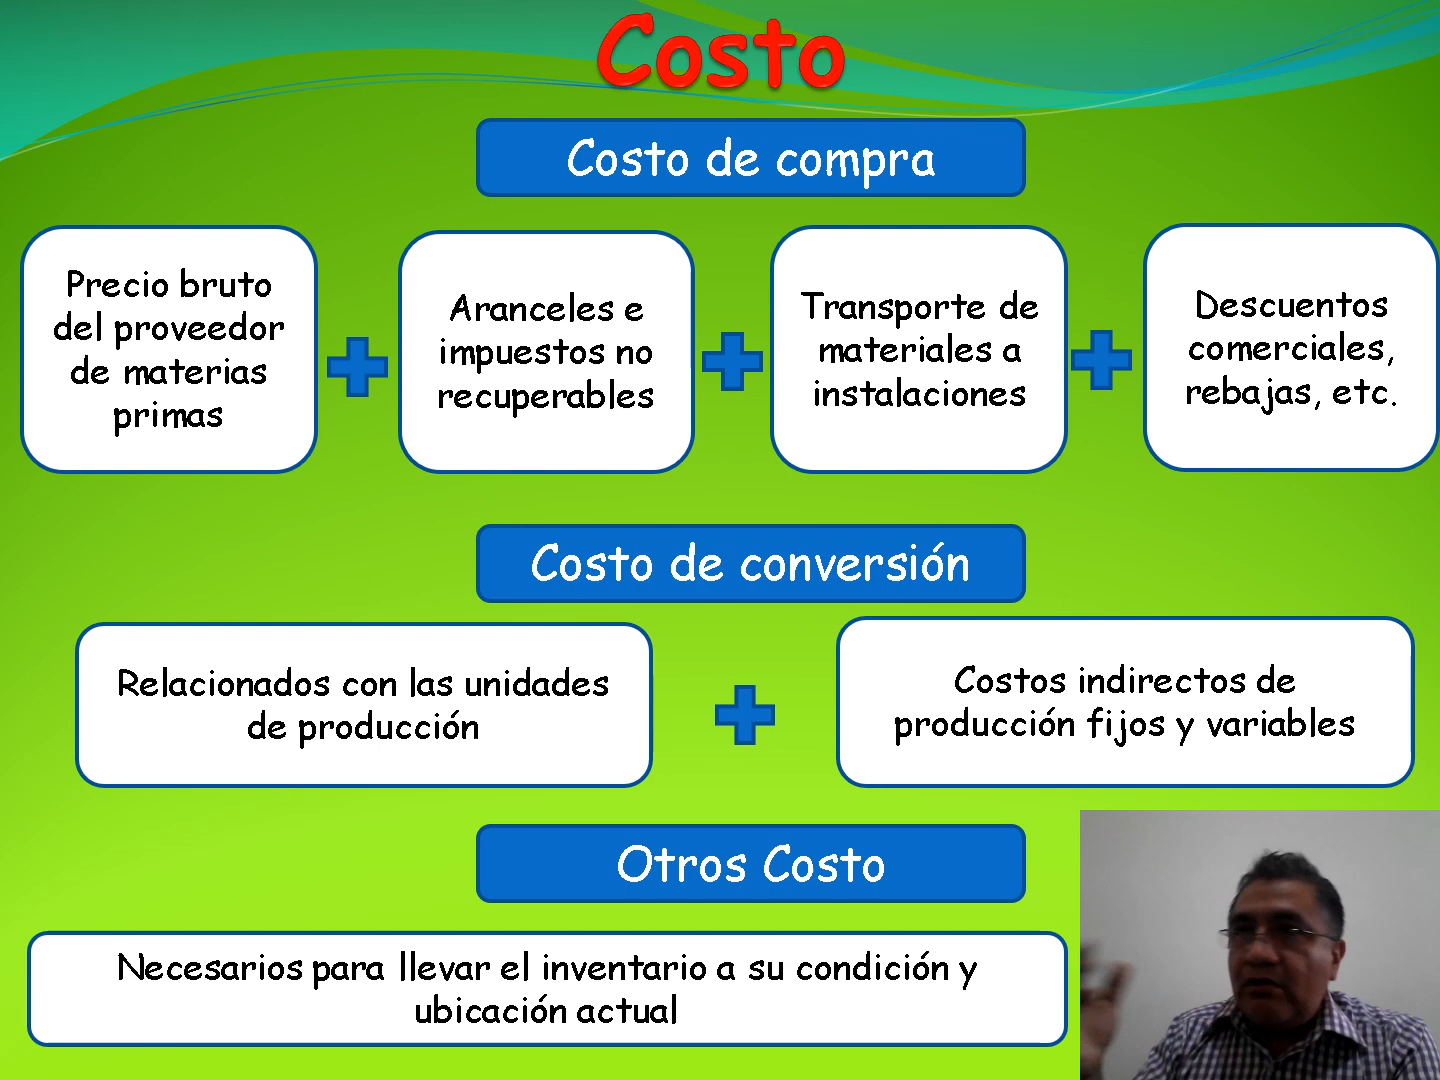 Costo
Costo de compra
Precio bruto
del proveedor
de materias
primas
Aranceles e
impuestos no
recuperables
Transporte de
materiales a
instalaciones
Descuentos
comerciales,
rebajas, etc.
Costo de conversión
Relacionados con las unidades
de producción
Costos indirectos de
producción fijos y variables
Otros Costo
Necesarios para llevar el inventario a su condición y
ubicación actual